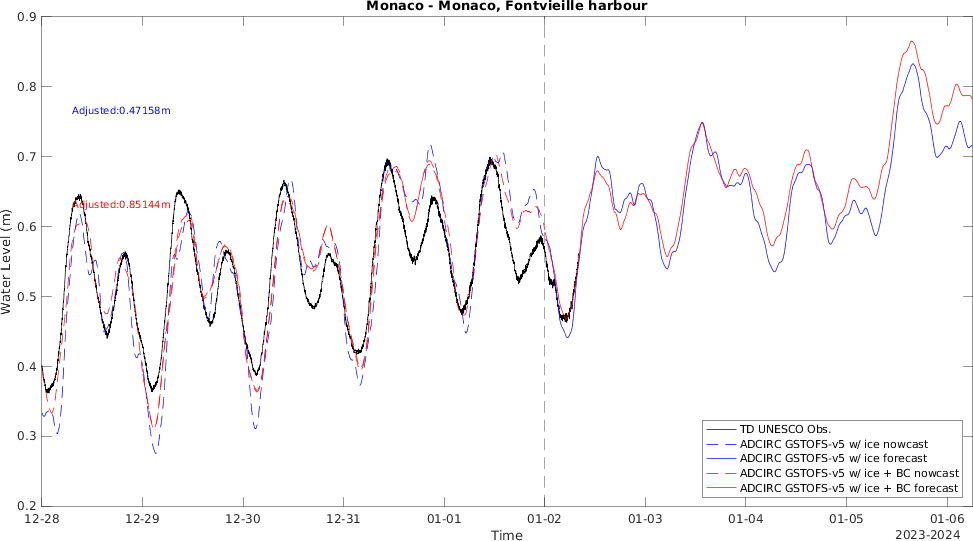 Monaco - Monaco, Fontvieille harbour
0.9
0.8
0.7
0.6
0.5
0.4
0.3
0.2
Water Level (m)
Adjusted:0.47158m
Adjusted:0.85144m
TD UNESCO Obs.
ADCIRC GSTOFS-v5 w/ ice nowcast
ADCIRC GSTOFS-v5 w/ ice forecast
ADCIRC GSTOFS-v5 w/ ice + BC nowcast
ADCIRC GSTOFS-v5 w/ ice + BC forecast
12-28 12-29 12-30 12-31 01-01 01-02 01-03 01-04 01-05 01-06
Time
2023-2024